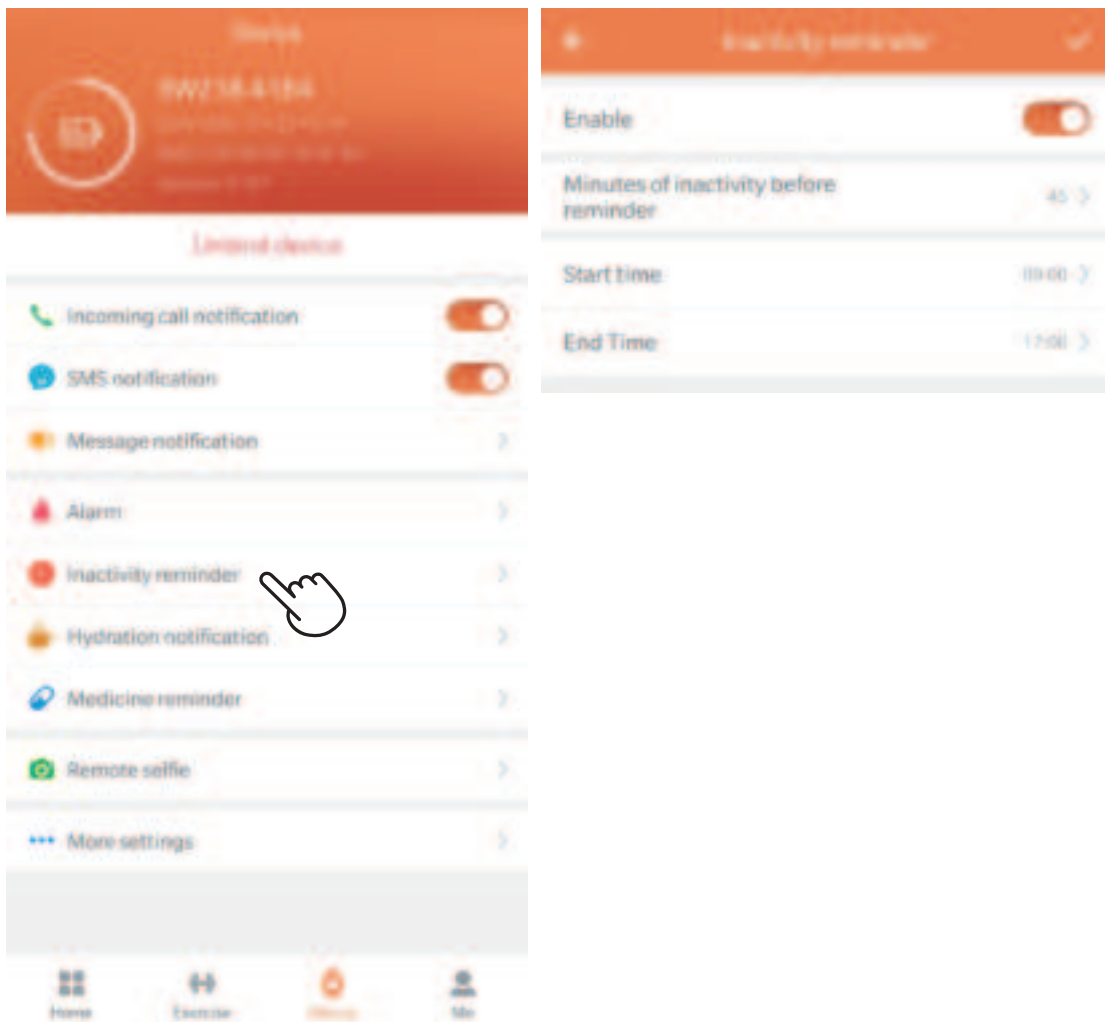 Unbind device
Incoming call notification
SMS notification
Message notification
Alarm
Inactivity reminder
Hydration notification
Medicine reminder
Remote selfie
More settings
Home
Exercise
Me
Inactivity reminder
Enable
Minutes of inactivity before
reminder
45
Start time
09:00
End Time
17:00